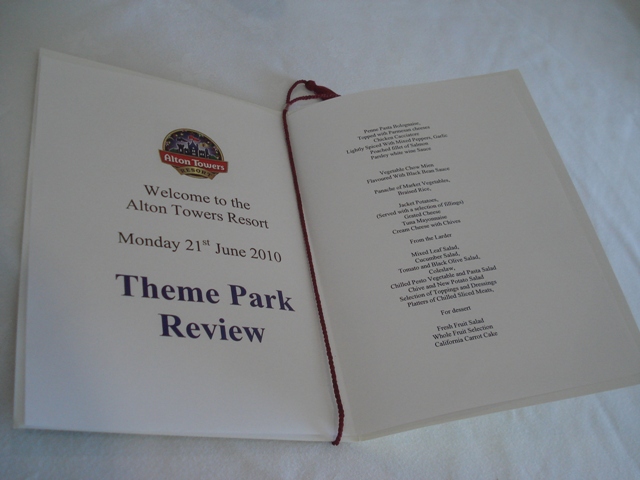 Alton Towers
RESORT
Welcome to the
Alton Towers Resort
Monday 21st June 2010
Theme Park
Review
Penne Pasta Bolognaise,
Topped with Parmesan cheese
Chicken Cacciatore
Lightly Spiced With Mixed Peppers, Garlic
Poached fillet of Salmon
Parsley white wine Sauce
Vegetable Chow Mien
Flavoured With Black Bean Sauce
Panache of Market Vegetables,
Braised Rice,
Jacket Potatoes,
(Served with a selection of fillings)
Grated Cheese
Tuna Mayonnaise
Cream Cheese with Chives
From the Larder
Mixed Leaf Salad,
Cucumber Salad,
Tomato and Black Olive Salad,
Coleslaw,
Chilled Pesto Vegetable and Pasta Salad
Chive and New Potato Salad
Selection of Toppings and Dressings
Platters of Chilled Sliced Meats,
For dessert
Fresh Fruit Salad
Whole Fruit Selection
California Carrot Cake